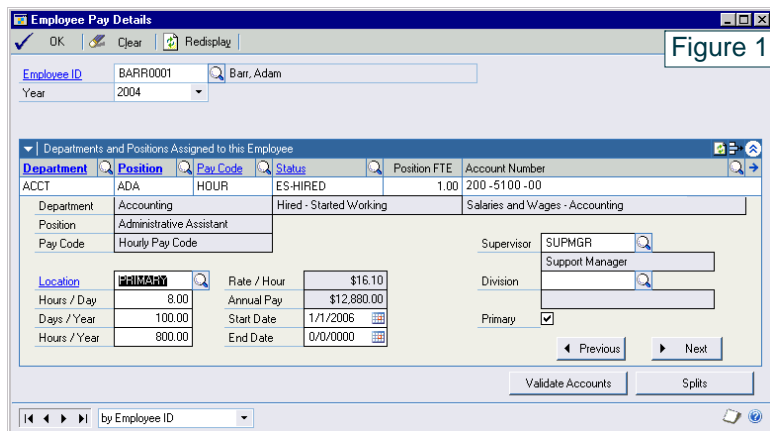 Employee Pay Details
OK Clear Redisplay
Figure 1
Employee ID BARR0001 Barr, Adam
Year 2004
Departments and Positions Assigned to this Employee
Department Position Pay Code Status Position FTE Account Number
ACCT ADA HOUR ES-HIRED 1.00 200 -5100 -00
Department Accounting Hired - Started Working Salaries and Wages - Accounting
Position Administrative Assistant
Pay Code Hourly Pay Code Supervisor SUPMGR
Support Manager
Location PRIMARY Rate / Hour $16.10 Division
Hours / Day 8.00 Annual Pay $12,880.00
Days / Year 100.00 Start Date 1/1/2006 Primary
Hours / Year 800.00 End Date 0/0/0000
Previous Next
Validate Accounts Splits
by Employee ID